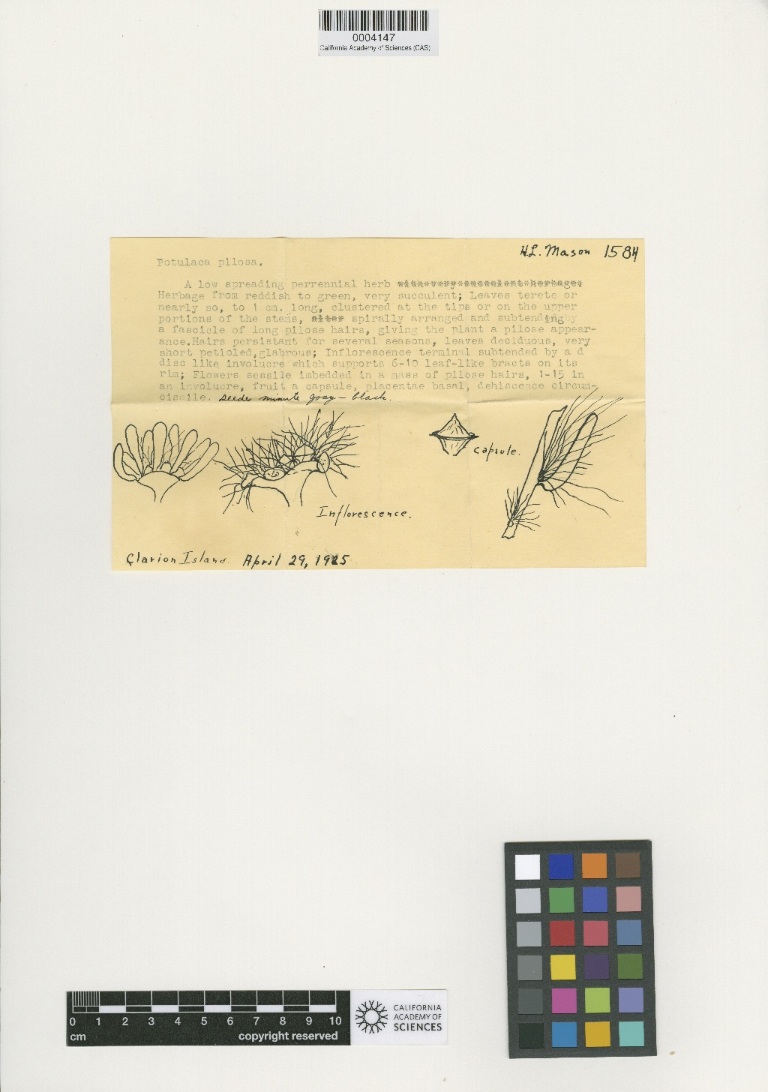 0004147
California Academy of Sciences (CAS)
H.L. Mason 1584
Potulaca pilosa.
A low spreading perrennial herb
Herbage from reddish to green, very succulent; Leaves terete or
nearly so, to 1 cm. long, clustered at the tips or on the upper
portions of the stems, alter spirally arranged and subtending
a fascicle of long pilose hairs, giving the plant a pilose appear-
ance.Hairs persistant for several seasons, leaves deciduous, very
short petioled,glabrous; Inflorescence terminal subtended by a d
disc like involucre which supports 6-10 leaf-like bracts on its
rim; Flowers sessile imbedded in a mass of pilose hairs, 1-15 in
an involucre, fruit a capsule, placentae basal, dehiscence circum-
cisile. Seeds minute gray - black.
capsule.
Inflorescence.
Clarion Island April 29, 1925
0 1 2 3 4 5 6 7 8 9 10
cm copyright reserved
CALIFORNIA
ACADEMY OF
SCIENCES